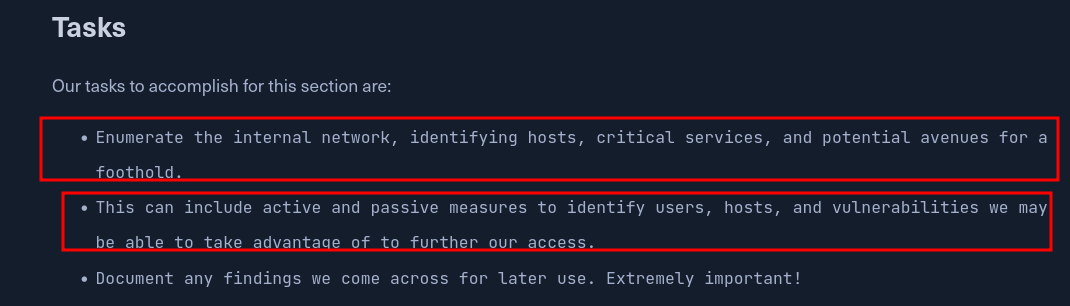 Tasks
Our tasks to accomplish for this section are:
• Enumerate the internal network, identifying hosts, critical services, and potential avenues for a
foothold.
• This can include active and passive measures to identify users, hosts, and vulnerabilities we may
be able to take advantage of to further our access.
• Document any findings we come across for later use. Extremely important!